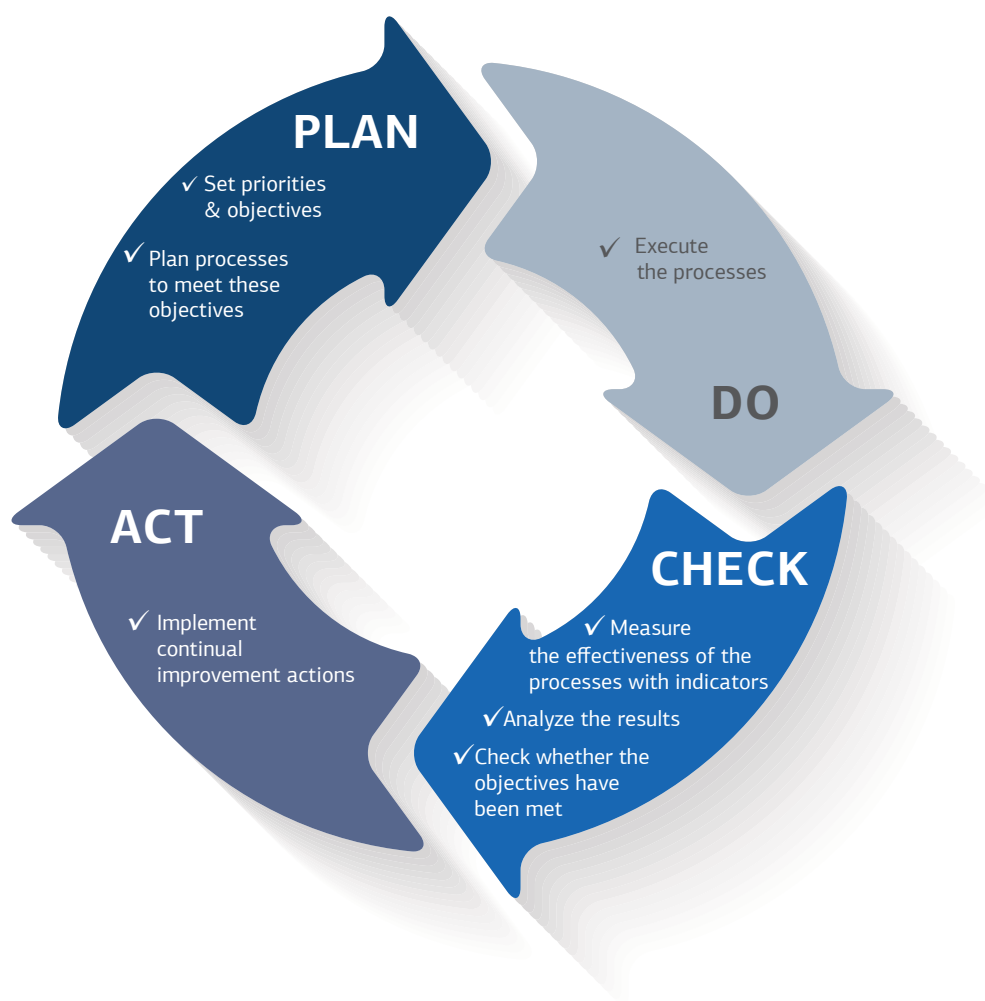 PLAN
✓ Set priorities
& objectives
✓ Plan processes
to meet these
objectives
✓ Execute
the processes
DO
CHECK
✓ Measure
the effectiveness of the
processes with indicators
✓ Analyze the results
✓ Check whether the
objectives have
been met
ACT
✓ Implement
continual
improvement actions